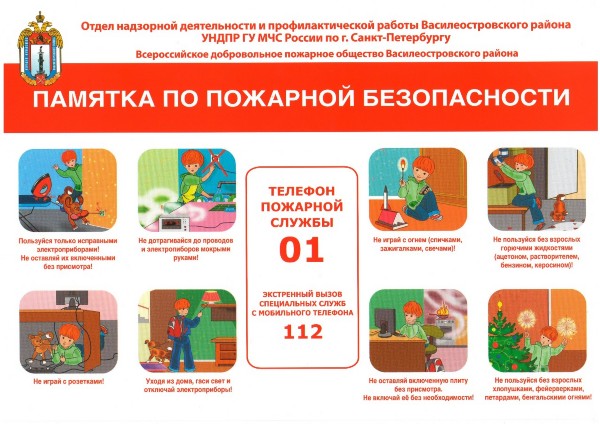 Отдел надзорной деятельности и профилактической работы Василеостровского района
УНДПР ГУ МЧС России по г. Санкт-Петербургу
Всероссийское добровольное пожарное общество Василеостровского района
ПАМЯТКА ПО ПОЖАРНОЙ БЕЗОПАСНОСТИ
Пользуйся только исправными
электроприборами!
Не оставляй их включенными
без присмотра!
Не дотрагивайся до проводов
и электропиборов мокрыми
руками!
ТЕЛЕФОН
ПОЖАРНОЙ
СЛУЖБЫ
01
ЭКСТРЕННЫЙ ВЫЗОВ
СПЕЦИАЛЬНЫХ СЛУЖБ
С МОБИЛЬНОГО ТЕЛЕФОНА
112
Не играй с огнем (спичками,
зажигалками, свечами)!
Не пользуйся без взрослых
горючими жидкостями
(ацетоном, растворителем,
бензином, керосином)!
Не играй с розетками!
Уходя из дома, гаси свет и
отключай электроприборы!
Не оставляй включенную плиту
без присмотра.
Не включай её без необходимости!
Не пользуйся без взрослых
хлопушками, фейерверками,
петардами, бенгальскими огнями!